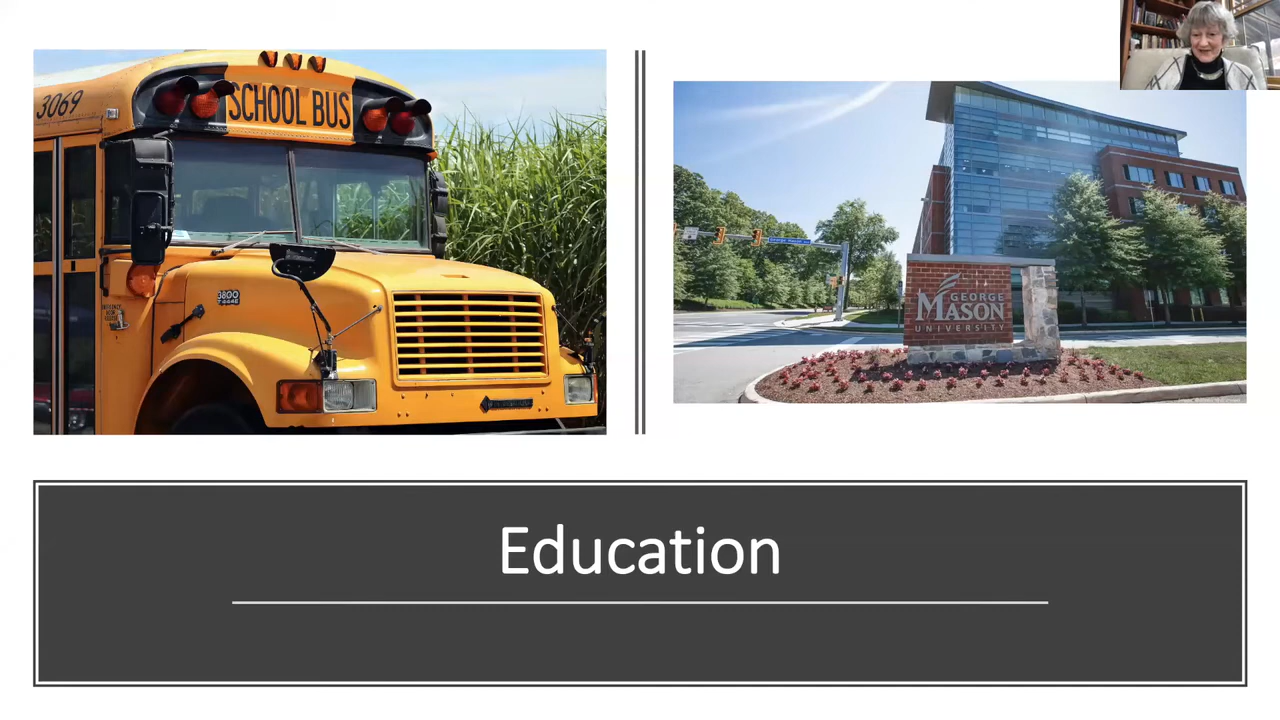 3069
SCHOOL BUS
3800
GEORGE
MASON
UNIVERSITY
Education